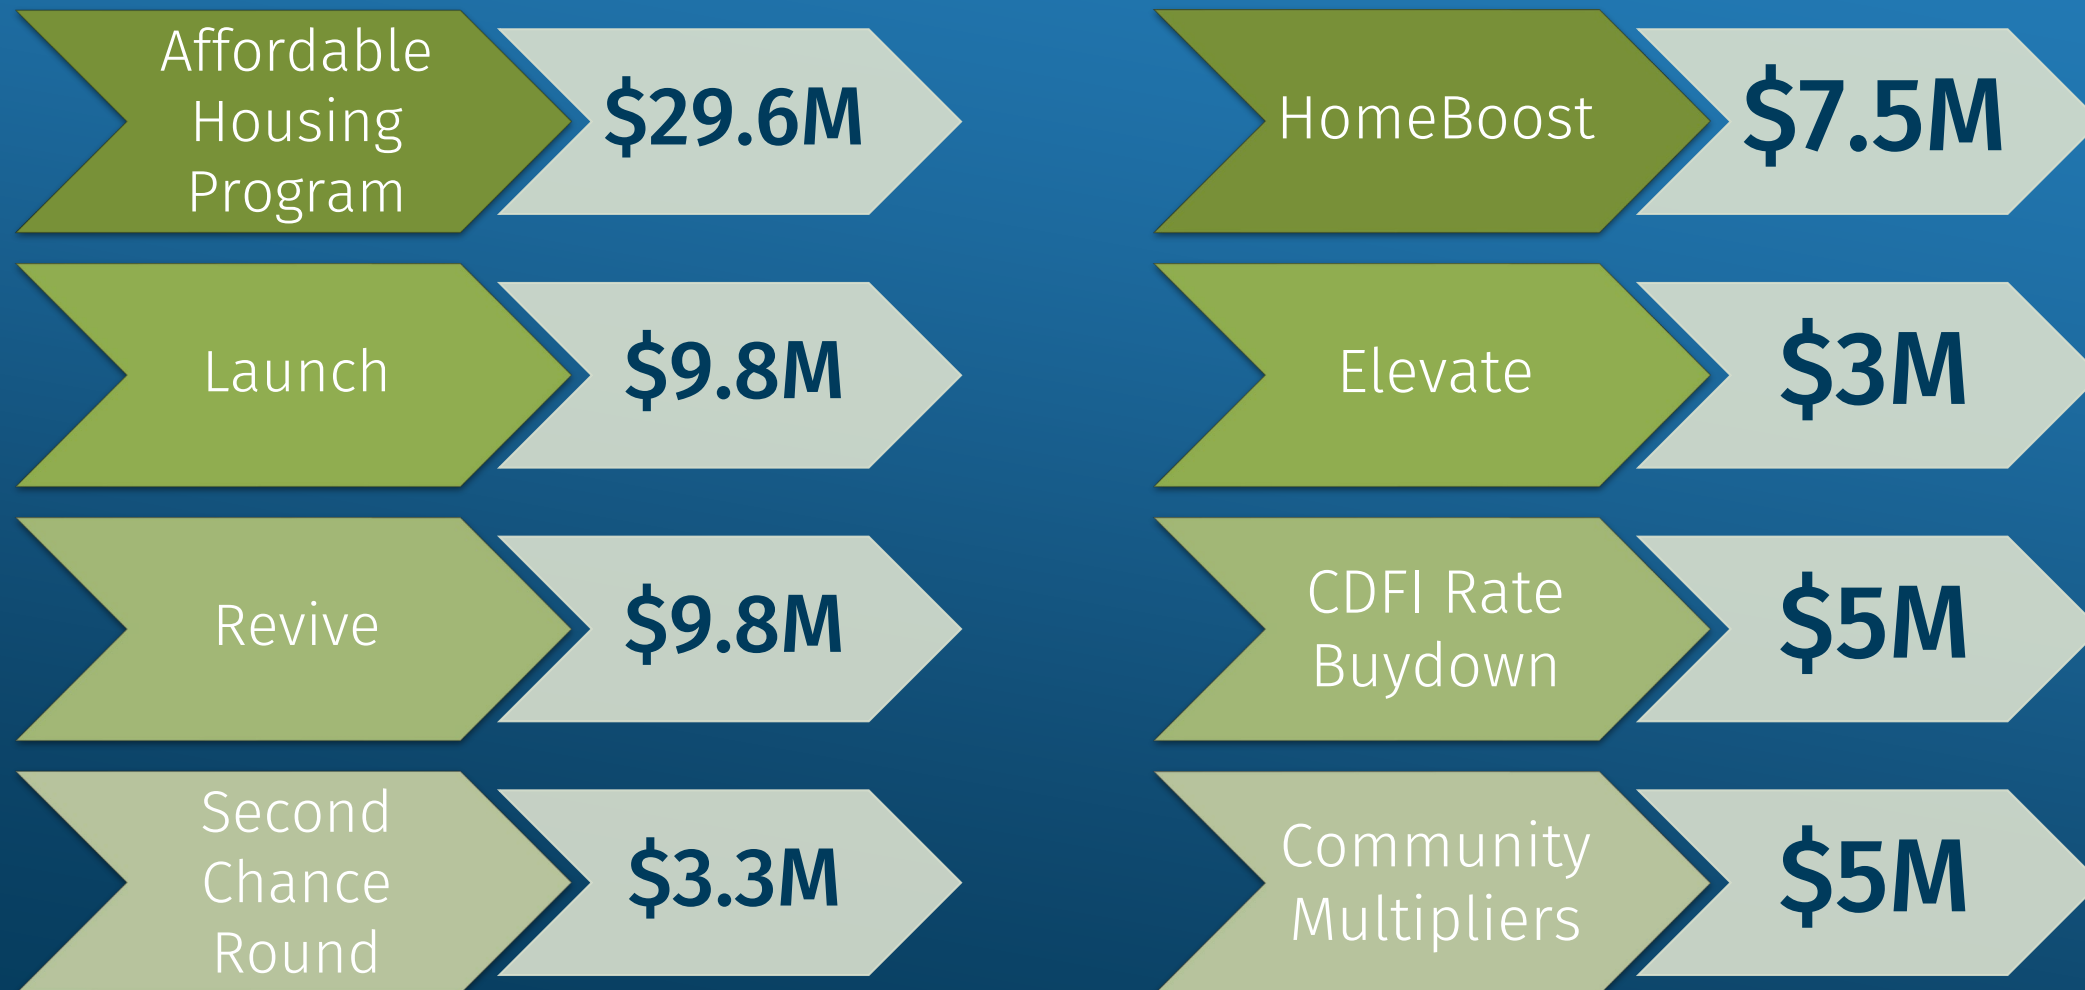 Affordable
Housing
Program
$29.6M
HomeBoost
$7.5M
Launch
$9.8M
Elevate
$3M
Revive
$9.8M
CDFI Rate
Buydown
$5M
Second
Chance
Round
$3.3M
Community
Multipliers
$5M